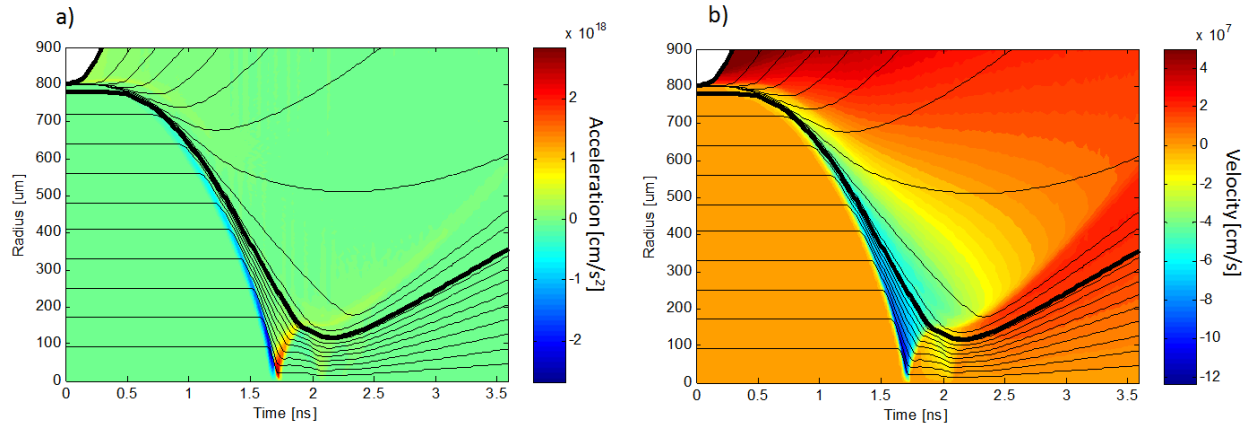 a)
x 10^18
900
800
700
600
500
400
300
200
100
0
Radius [um]
0 0.5 1 1.5 2 2.5 3 3.5
Time [ns]
2
1
0
-1
-2
Acceleration [cm/s²]
b)
x 10^7
900
800
700
600
500
400
300
200
100
0
Radius [um]
0 0.5 1 1.5 2 2.5 3 3.5
Time [ns]
4
2
0
-2
-4
-6
-8
-10
-12
Velocity [cm/s]